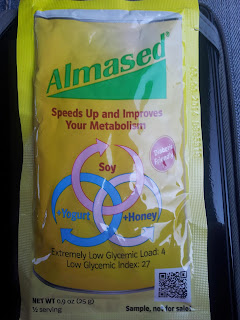 Almased®
Speeds Up and Improves
Your Metabolism
Soy
+Yogurt
+Honey
Extremely Low Glycemic Load: 4
Low Glycemic Index: 27
NET WT 0.9 oz (25 g)
½ serving
Sample, not for sale.